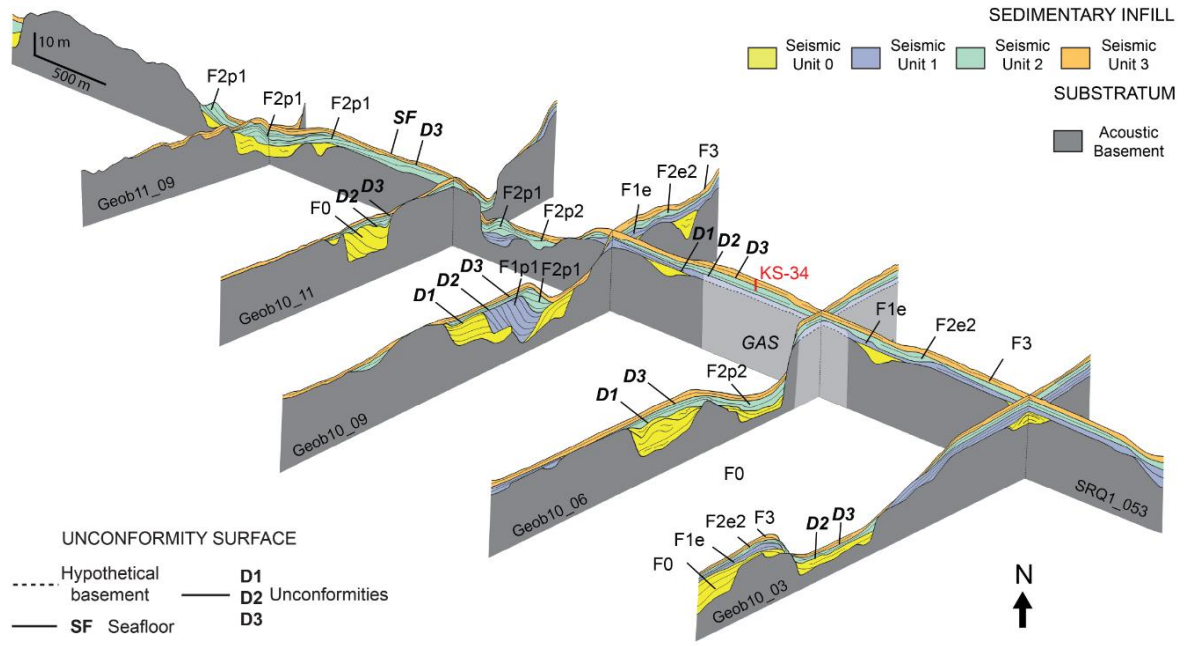 SEDIMENTARY INFILL
Seismic Unit 0
Seismic Unit 1
Seismic Unit 2
Seismic Unit 3
SUBSTRATUM
Acoustic Basement
10 m
500 m
F2p1
F2p1
F2p1
SF
D3
Geob11_09
F0
D2
D3
F2p1
F2p2
F1e
F2e2
F3
Geob10_11
D1
D2
D3
F1p1
F2p1
D1
D2
D3
KS-34
GAS
Geob10_09
D1
D3
F2p2
F1e
F2e2
F3
Geob10_06
F0
SRQ1_053
F0
F1e
F2e2
F3
D2
D3
Geob10_03
N
UNCONFORMITY SURFACE
Hypothetical basement
SF Seafloor
D1
D2 Unconformities
D3